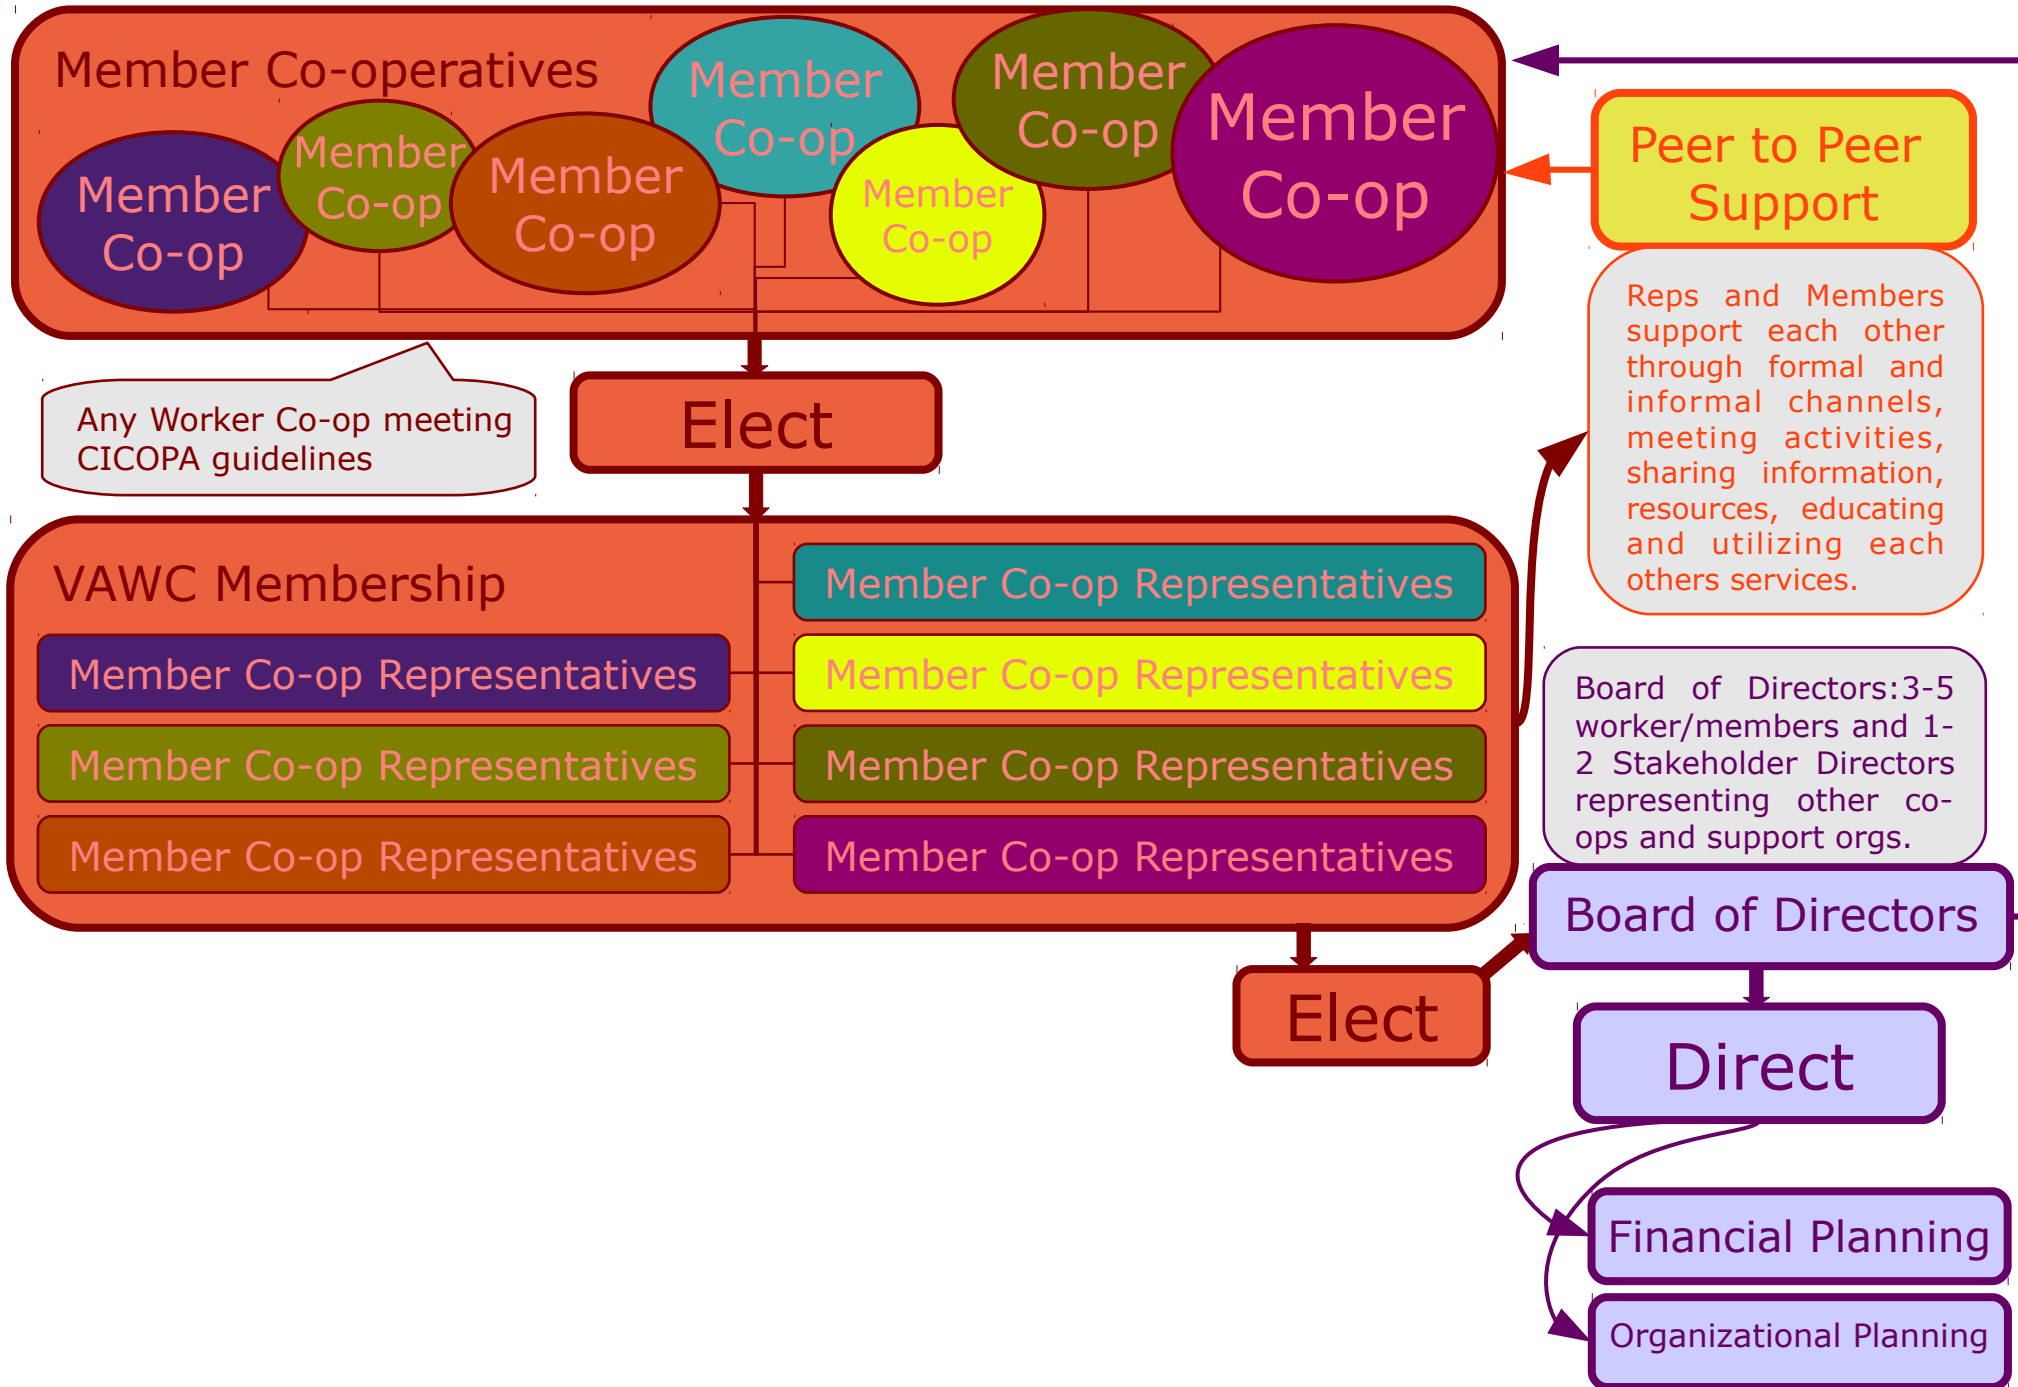 Member Co-operatives
Member
Co-op
Member
Co-op
Member
Co-op
Member
Co-op
Member
Co-op
Member
Co-op
Member
Co-op
Peer to Peer
Support
Reps and Members
support each other
through formal and
informal channels,
meeting activities,
sharing information,
resources, educating
and utilizing each
others services.
Any Worker Co-op meeting
CICOPA guidelines
Elect
VAWC Membership
Member Co-op Representatives
Member Co-op Representatives
Member Co-op Representatives
Member Co-op Representatives
Member Co-op Representatives
Member Co-op Representatives
Member Co-op Representatives
Board of Directors:3-5
worker/members and 1-
2 Stakeholder Directors
representing other co-
ops and support orgs.
Board of Directors
Elect
Direct
Financial Planning
Organizational Planning